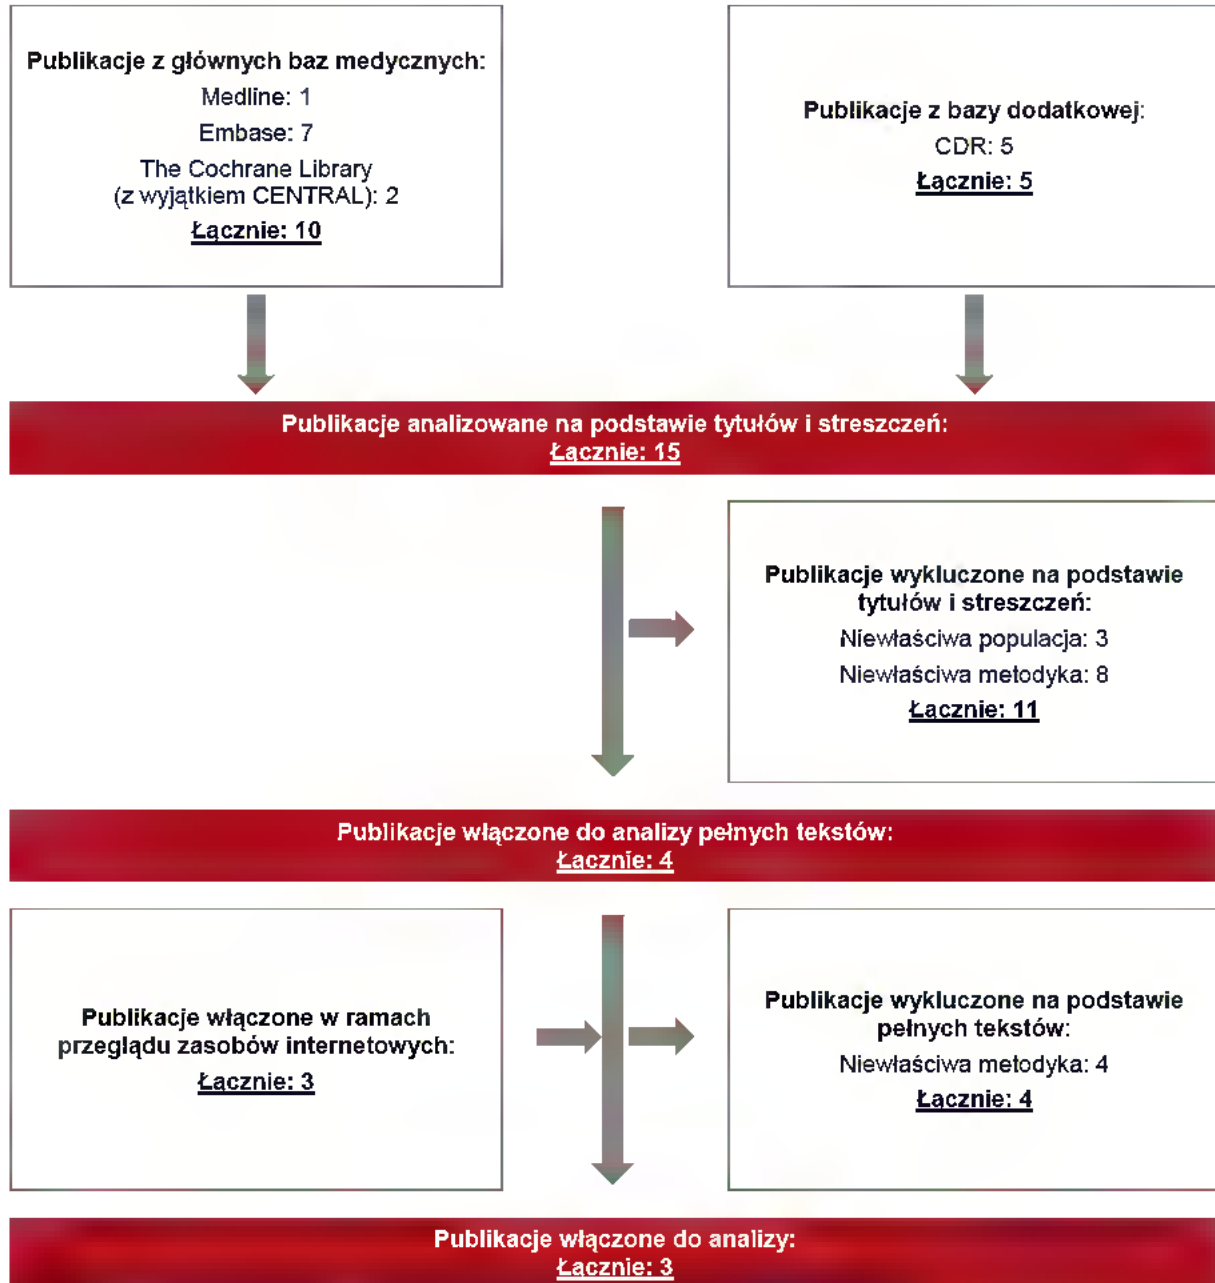 Publikacje z głównych baz medycznych:
Medline: 1
Embase: 7
The Cochrane Library
(z wyjątkiem CENTRAL): 2
Łącznie: 10
Publikacje z bazy dodatkowej:
CDR: 5
Łącznie: 5
Publikacje analizowane na podstawie tytułów i streszczeń:
Łącznie: 15
Publikacje wykluczone na podstawie
tytułów i streszczeń:
Niewłaściwa populacja: 3
Niewłaściwa metodyka: 8
Łącznie: 11
Publikacje włączone do analizy pełnych tekstów:
Łącznie: 4
Publikacje włączone w ramach
przeglądu zasobów internetowych:
Łącznie: 3
Publikacje wykluczone na podstawie
pełnych tekstów:
Niewłaściwa metodyka: 4
Łącznie: 4
Publikacje włączone do analizy:
Łącznie: 3